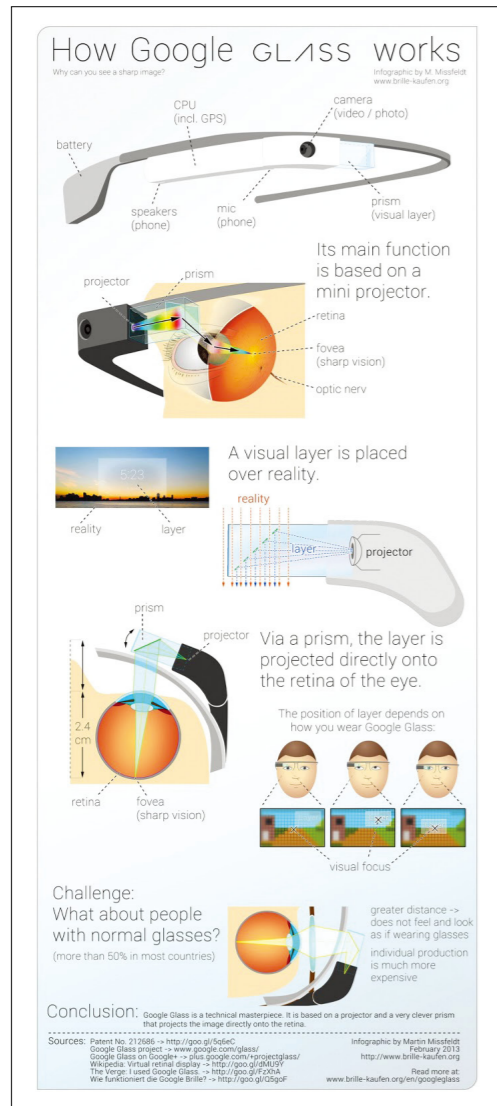 How Google GLASS works
Why can you see a sharp image?
Infographic by M. Missfeldt
www.brille-kaufen.org
camera
(video / photo)
CPU
(incl. GPS)
battery
speakers
(phone)
mic
(phone)
prism
(visual layer)
Its main function
is based on a
mini projector.
projector
prism
retina
fovea
(sharp vision)
optic nerv
A visual layer is placed
over reality.
5:23
reality
layer
reality
layer
projector
prism
projector
Via a prism, the layer is
projected directly onto
the retina of the eye.
2.4
cm
retina
fovea
(sharp vision)
The position of layer depends on
how you wear Google Glass:
visual focus
Challenge:
What about people
with normal glasses?
(more than 50% in most countries)
greater distance ->
does not feel and look
as if wearing glasses
individual production
is much more
expensive
Conclusion: Google Glass is a technical masterpiece. It is based on a projector and a very clever prism
that projects the image directly onto the retina.
Sources: Patent No. 212686 -> http://goo.gl/5q6eC
Google Glass project -> www.google.com/glass/
Google Glass on Google+ -> plus.google.com/+projectglass/
Wikipedia: Virtual retinal display -> http://goo.gl/dMU9Y
The Verge: I used Google Glass. -> http://goo.gl/FzXhA
Wie funktioniert die Google Brille? -> http://goo.gl/Q5goF
Infographic by Martin Missfeldt
February 2013
http://www.brille-kaufen.org
Read more at:
www.brille-kaufen.org/en/googleglass